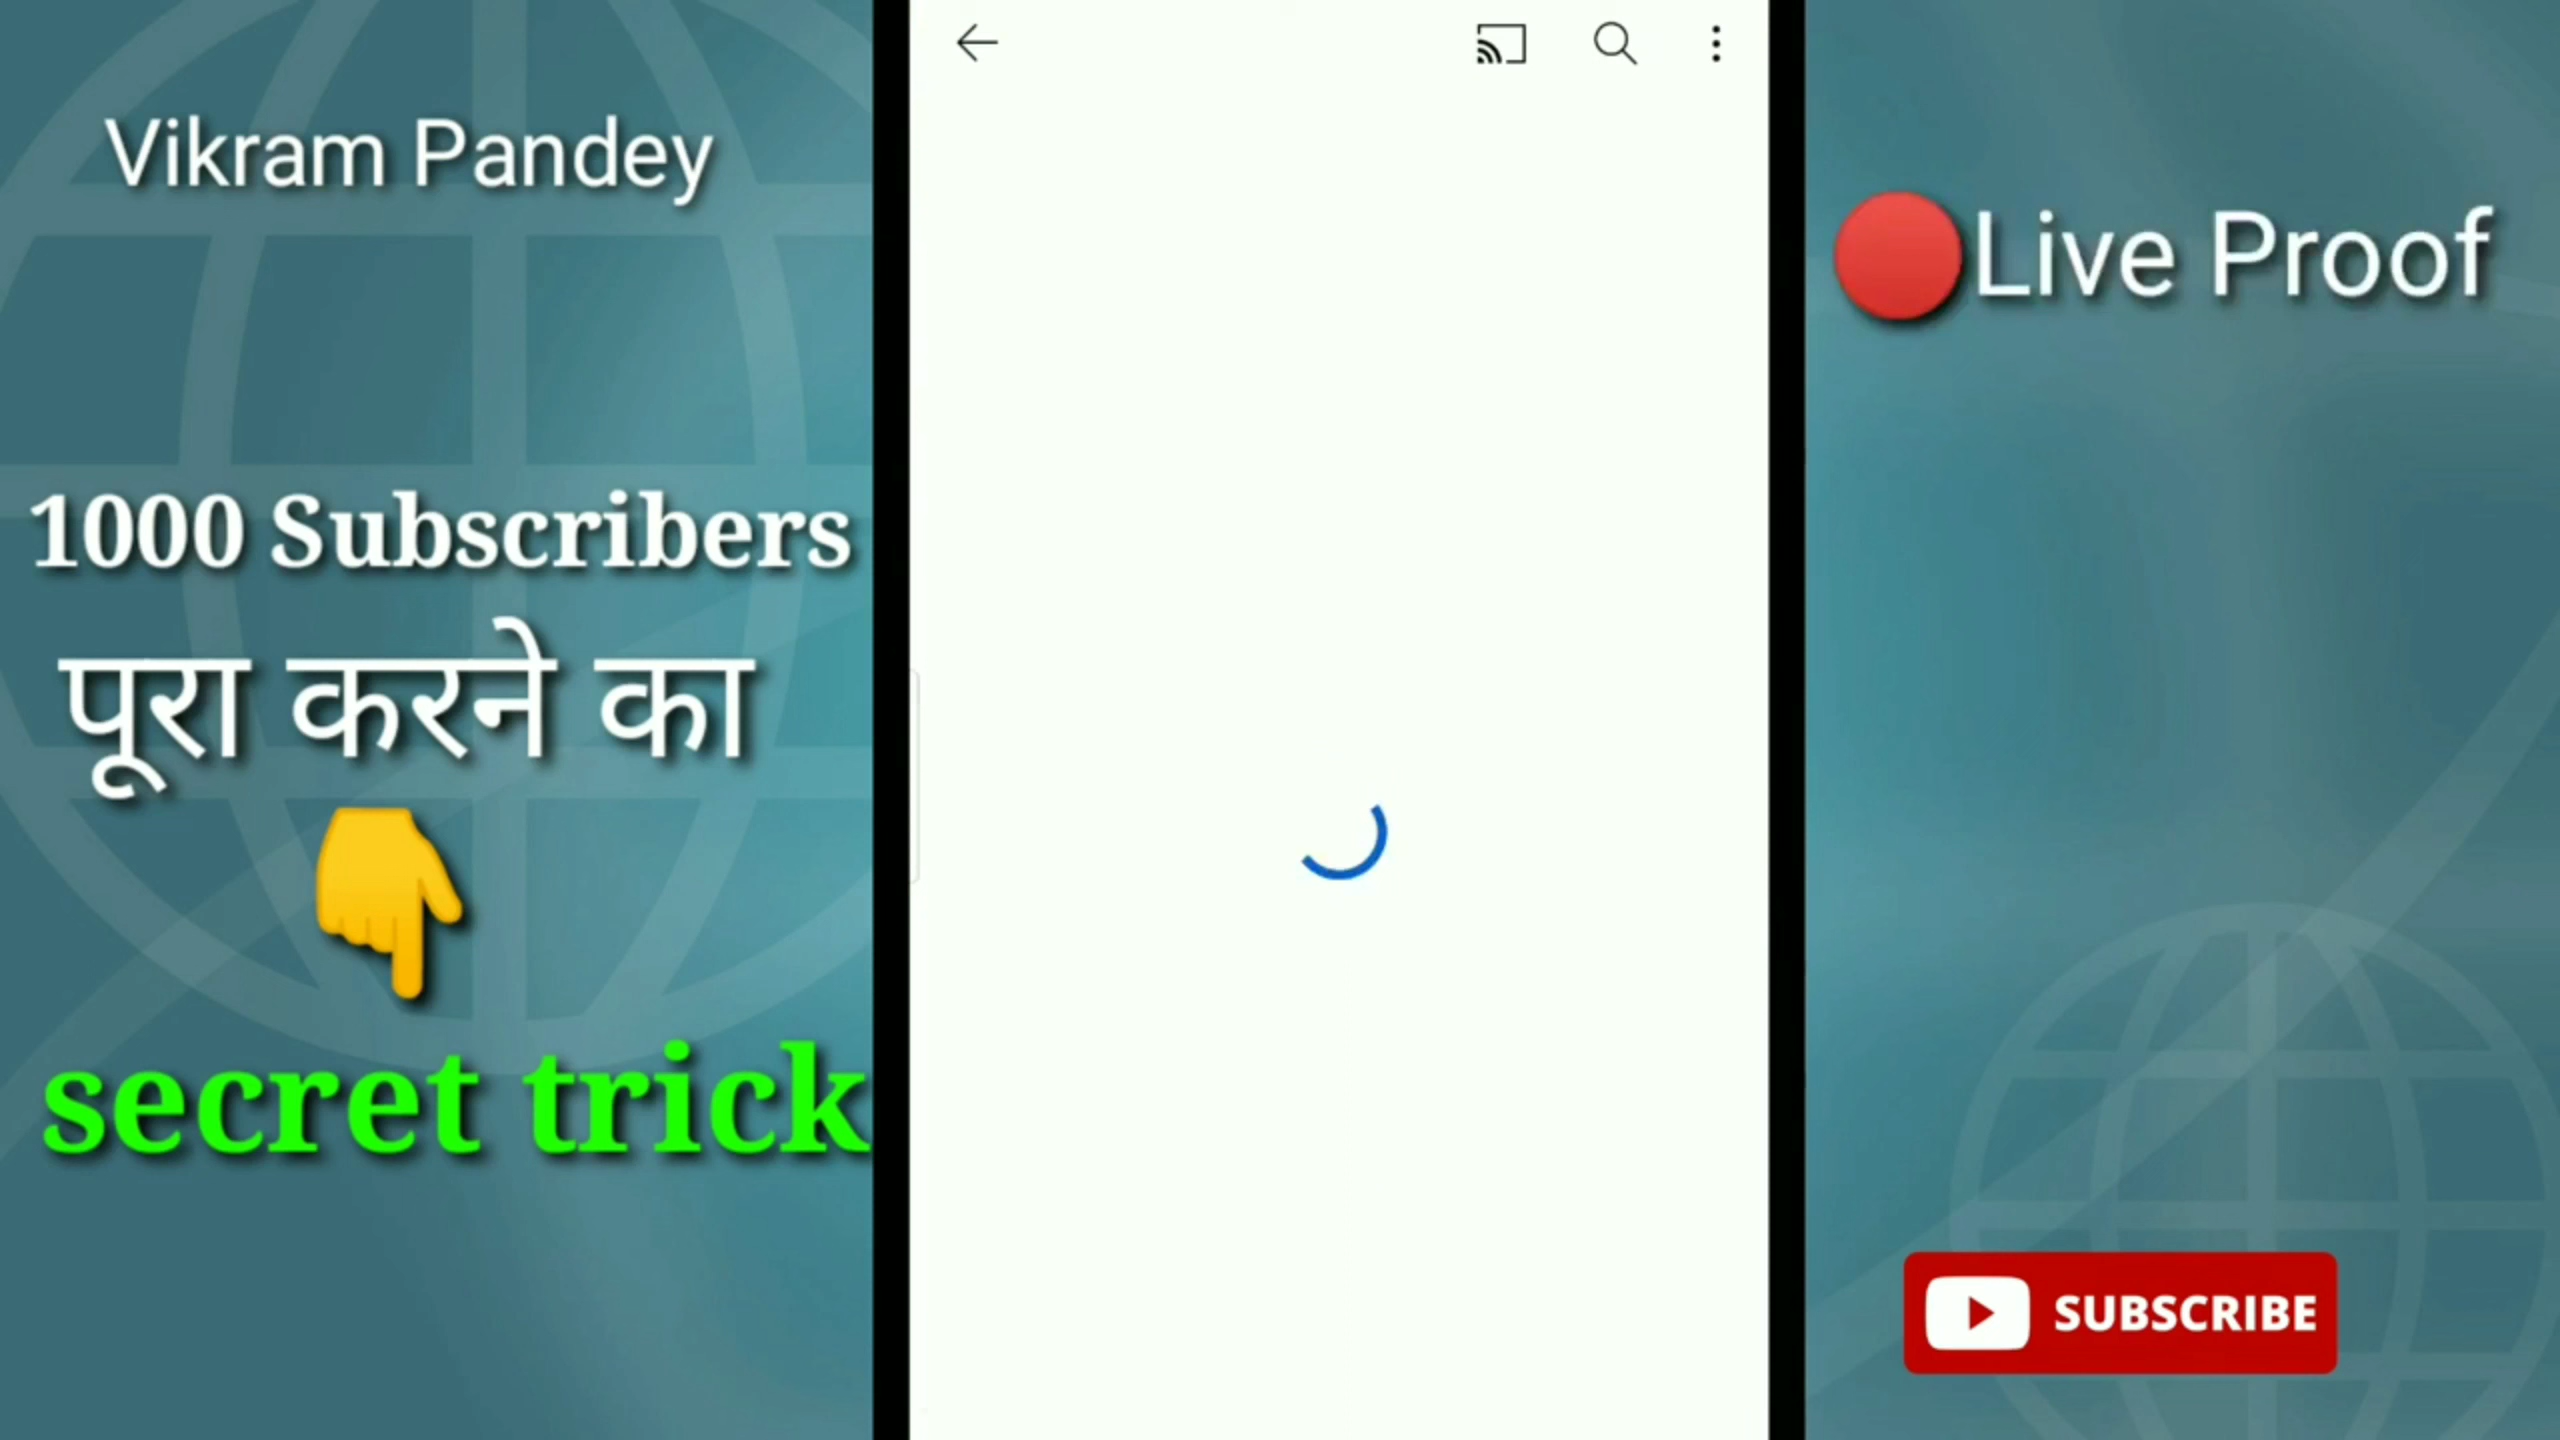 Vikram Pandey
1000 Subscribers
पूरा करने का
secret trick
Live Proof
SUBSCRIBE